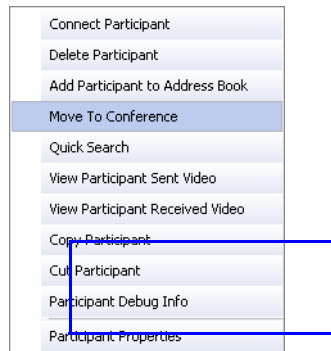 Connect Participant
Delete Participant
Add Participant to Address Book
Move To Conference
Quick Search
View Participant Sent Video
View Participant Received Video
Copy Participant
Cut Participant
Participant Debug Info
Participant Properties